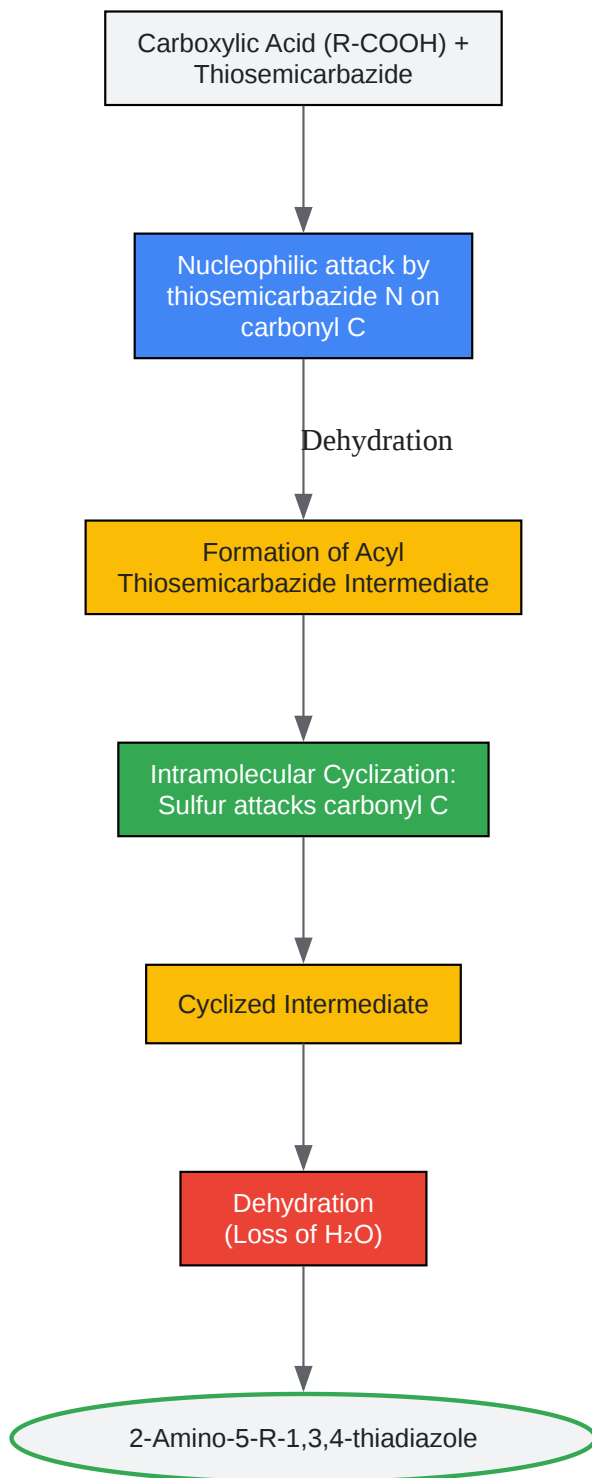 Carboxylic Acid (R-COOH) +
Thiosemicarbazide
Nucleophilic attack by
thiosemicarbazide N on
carbonyl C
Dehydration
Formation of Acyl
Thiosemicarbazide Intermediate
Intramolecular Cyclization:
Sulfur attacks carbonyl C
Cyclized Intermediate
Dehydration
(Loss of H₂O)
2-Amino-5-R-1,3,4-thiadiazole